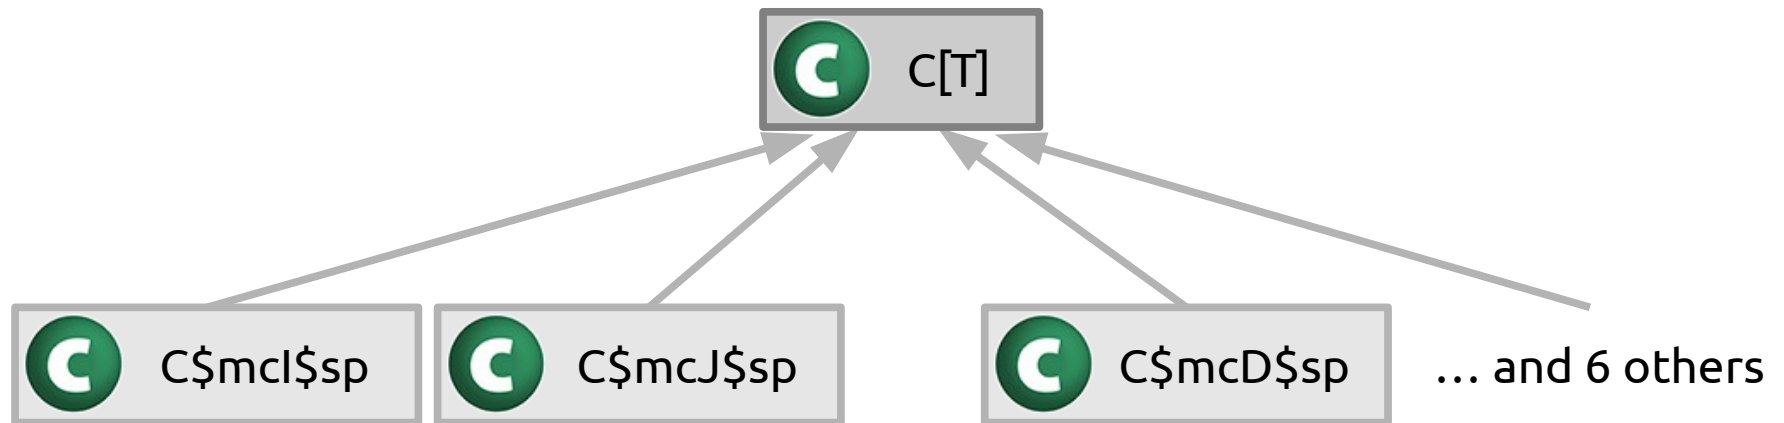 C C[T]
C C$mcI$sp C C$mcJ$sp C C$mcD$sp … and 6 others